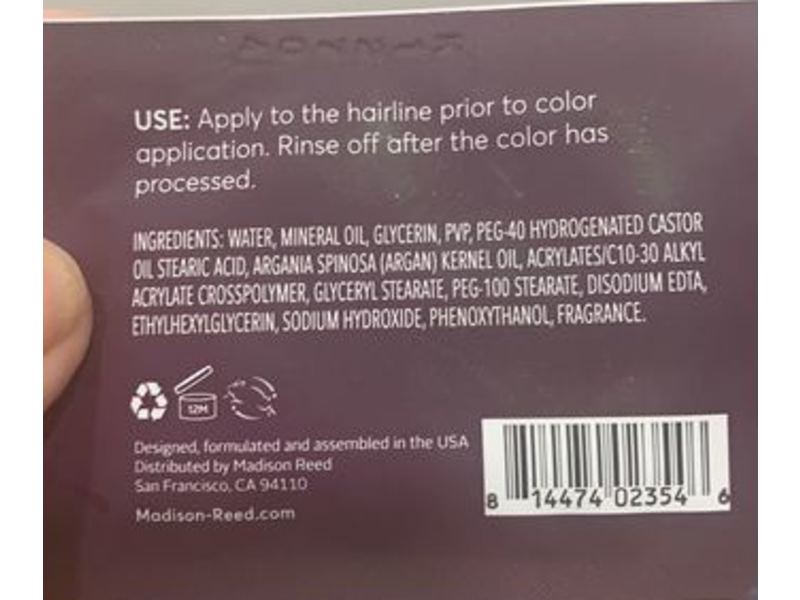 USE: Apply to the hairline prior to color
application. Rinse off after the color has
processed.
INGREDIENTS: WATER, MINERAL OIL, GLYCERIN, PVP, PEG-40 HYDROGENATED CASTOR
OIL STEARIC ACID, ARGANIA SPINOSA (ARGAN) KERNEL OIL, ACRYLATES/C10-30 ALKYL
ACRYLATE CROSSPOLYMER, GLYCERYL STEARATE, PEG-100 STEARATE, DISODIUM EDTA,
ETHYLHEXYLGLYCERIN, SODIUM HYDROXIDE, PHENOXYTHANOL, FRAGRANCE.
12M
Designed, formulated and assembled in the USA
Distributed by Madison Reed
San Francisco, CA 94110
Madison-Reed.com
8 14474 02354 6